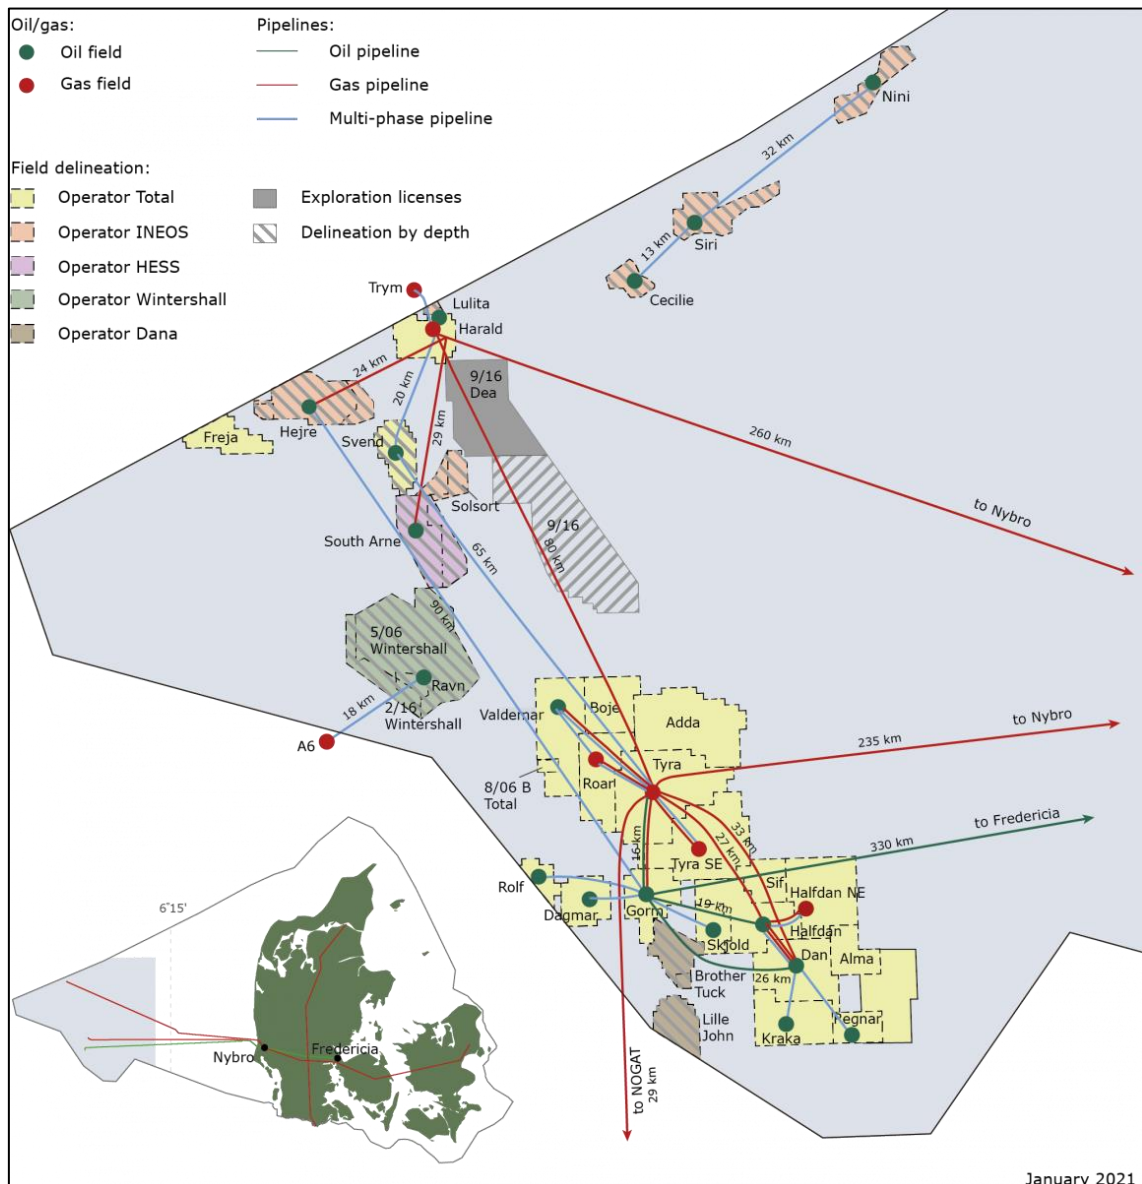 Oil/gas:
Oil field
Gas field
Pipelines:
Oil pipeline
Gas pipeline
Multi-phase pipeline
Field delineation:
Operator Total
Operator INEOS
Operator HESS
Operator Wintershall
Operator Dana
Exploration licenses
Delineation by depth
Nini
32 km
Siri
13 km
Cecilie
Trym
Lulita
Harald
24 km
20 km
29 km
9/16
Dea
260 km
to Nybro
Hejre
Freja
Svend
Solsort
South Arne
9/16
80 km
65 km
90 km
5/06
Wintershall
Ravn
2/16
Wintershall
18 km
A6
Valdemar
Boje
Adda
Tyra
Roar
8/06 B
Total
to Nybro
235 km
to Fredericia
330 km
33 km
27 km
16 km
Tyra SE
Rolf
Dagmar
Gorm
19 km
Sif
Halfdan NE
Halfdan
Skjold
Dan
Alma
Brother
Tuck
26 km
Lille
John
Kraka
Regnar
to NOGAT
29 km
6°15'
Nybro
Fredericia
January 2021